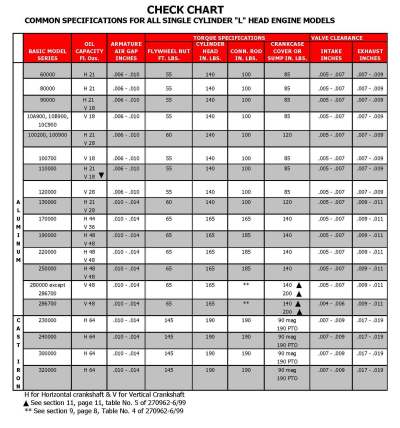 CHECK CHART
COMMON SPECIFICATIONS FOR ALL SINGLE CYLINDER "L" HEAD ENGINE MODELS
TORQUE SPECIFICATIONS VALVE CLEARANCE
BASIC MODEL SERIES OIL CAPACITY Fl. Ozs. ARMATURE AIR GAP INCHES FLYWHEEL NUT FT. LBS. CYLINDER HEAD IN. LBS. CONN. ROD IN. LBS. CRANKCASE COVER OR SUMP IN. LBS. INTAKE INCHES EXHAUST INCHES
60000 H 21 .006 - .010 55 140 100 85 .005 - .007 .007 -.009
80000 H 21 .006 - .010 55 140 100 85 .005 - .007 .007 -.009
90000 V 18 .006 - .010 55 140 100 85 .005 - .007 .007 -.009
10A900, 10B900, 10C900 V 18 .006 - .010 55 140 100 85 .005 - .007 .007 -.009
100200, 100900 H 21 .010 - .014 60 140 100 120 .005 - .007 .007 -.009
V 28
100700 V 18 .006 - .010 55 140 100 85 .005 - .007 .007 -.009
110000 H 21 .006 - .010 55 140 100 85 .005 - .007 .009 -.011
V 18 ▼
120000 V 18 .006 - .010 55 140 100 85 .005 - .007 .009 -.011
ALUMINUM
130000 H 21 .010 - .014 60 140 100 120 .005 - .007 .009 -.011
V 28
170000 H 44 .010 - .014 65 165 165 140 .005 - .007 .009 -.011
V 36
190000 H 48 .010 - .014 65 165 185 140 .005 - .007 .009 -.011
V 48
220000 H 48 .010 - .014 65 165 185 140 .005 - .007 .009 -.011
V 48
250000 H 48 .010 - .014 65 165 185 140 .005 - .007 .009 -.011
V 48
280000 except 286700 V 48 .010 - .014 65 165 ** 140 ▲ .005 - .007 .009 -.011
200 ▲
286700 V 48 .010 - .014 65 165 ** 140 ▲ .004 - .006 .009 -.011
200 ▲
CAST IRON
230000 H 64 .010 - .014 145 190 190 90 mag .007 - .009 .017 -.019
190 PTO
240000 H 64 .010 - .014 145 190 190 90 mag .007 - .009 .017 -.019
190 PTO
300000 H 64 .010 - .014 145 190 190 90 mag .007 - .009 .017 -.019
190 PTO
320000 H 64 .010 - .014 145 190 190 90 mag .007 - .009 .017 -.019
190 PTO
H for Horizontal crankshaft & V for Vertical Crankshaft
▲ See section 11, page 11, table No. 5 of 270962-6/99
** See section 9, page 8, Table No. 4 of 270962-6/99